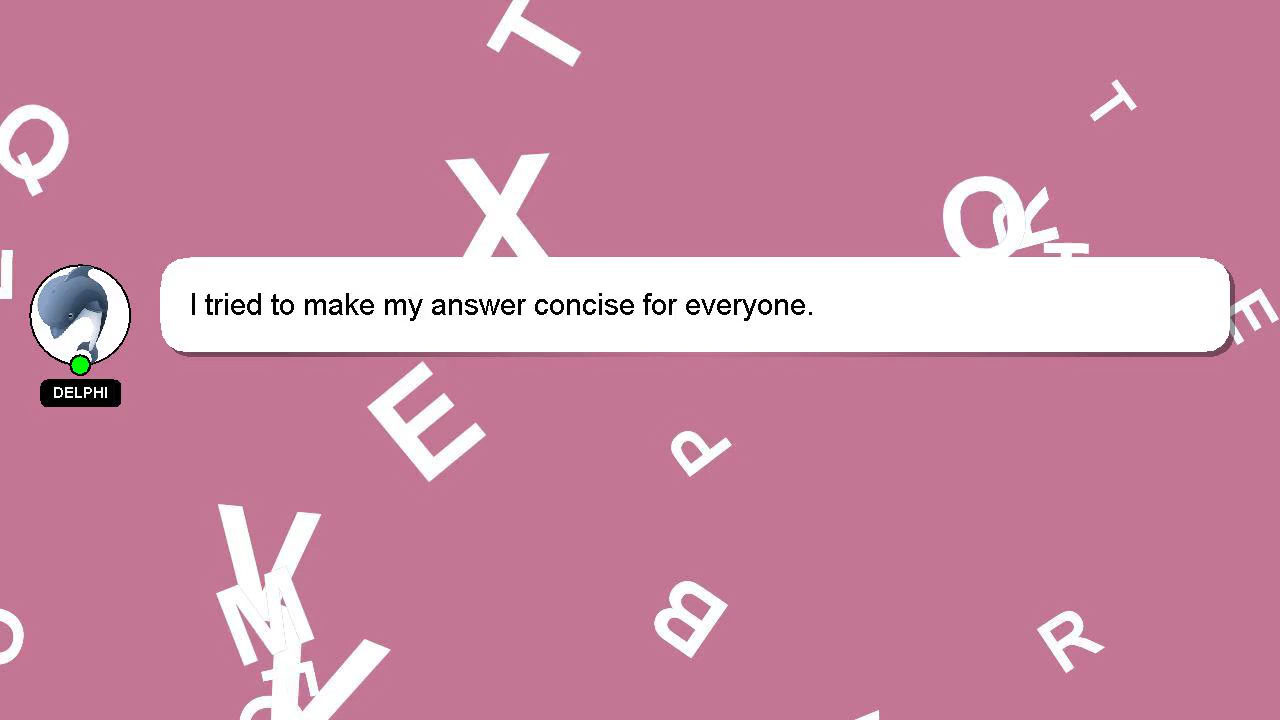 T
T
Q
X
Q
R
E
I tried to make my answer concise for everyone.
DELPHI
E
P
V
M
B
R
V